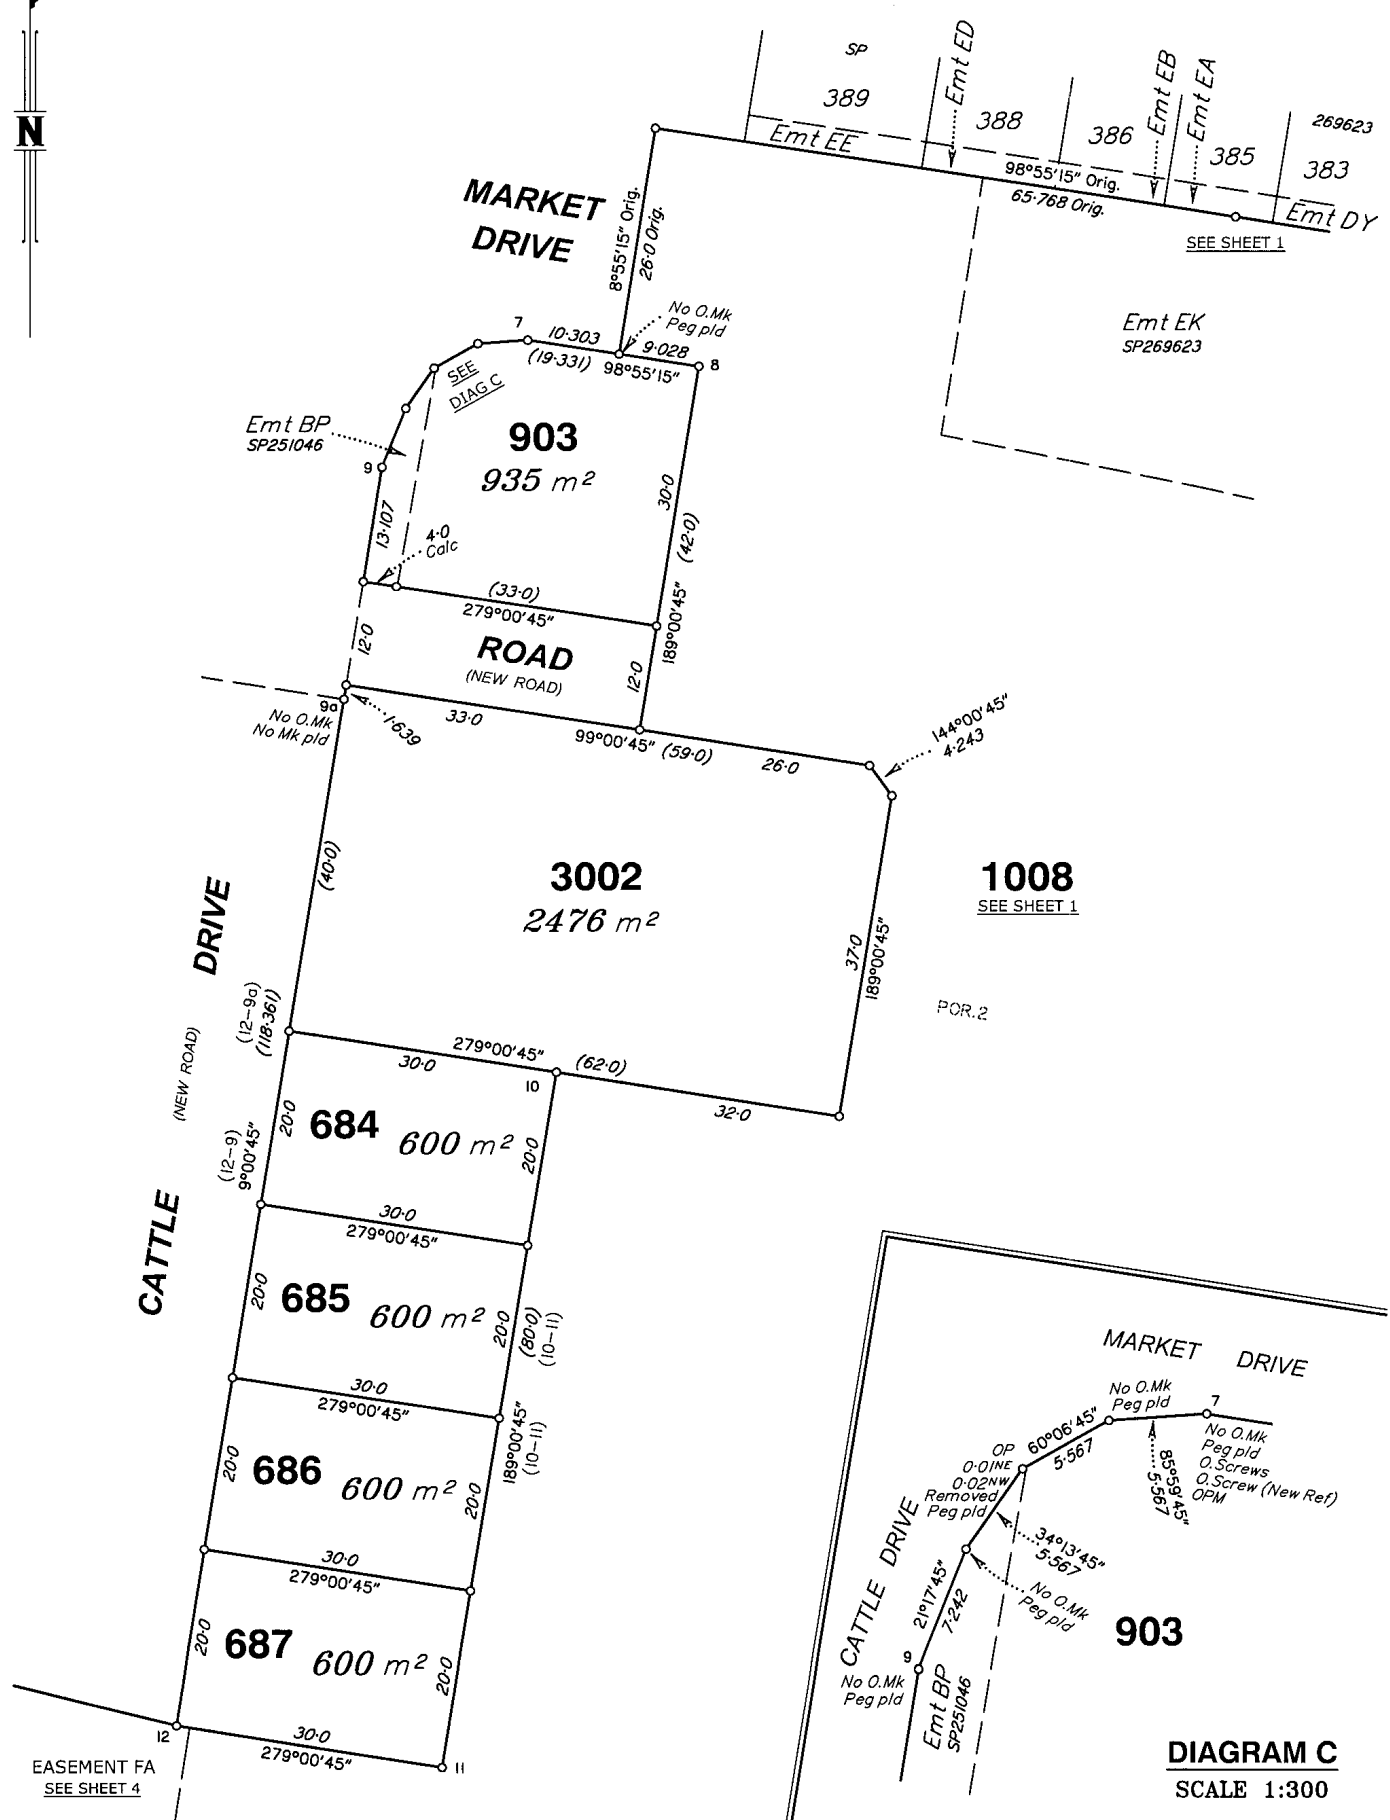 N
SP
389
Emt ED
388
386
Emt EB
Emt EA
385
269623
383
Emt EE
98°55'15" Orig.
65·768 Orig.
Emt DY
SEE SHEET 1
MARKET
DRIVE
8°55'15" Orig.
26·0 Orig.
No O.Mk
Peg pld
7
10·303
(19·331)
9·028
98°55'15"
8
SEE
DIAG C
Emt EK
SP269623
Emt BP
SP251046
9
903
935 m²
30·0
(42·0)
189°00'45"
13·107
4·0
Calc
(33·0)
279°00'45"
12·0
ROAD
(NEW ROAD)
12·0
9a
No O.Mk
No Mk pld
1·639
33·0
99°00'45" (59·0)
26·0
144°00'45"
4·243
(40·0)
3002
2476 m²
37·0
189°00'45"
1008
SEE SHEET 1
POR.2
CATTLE DRIVE
(NEW ROAD)
(12-9a)
(118·361)
(12-9)
9°00'45"
279°00'45"
30·0
(62·0)
10
32·0
20·0
684
600 m²
20·0
30·0
279°00'45"
20·0
685
600 m²
20·0
(80·0)
(10-11)
30·0
279°00'45"
189°00'45"
(10-11)
20·0
686
600 m²
20·0
30·0
279°00'45"
20·0
687
600 m²
20·0
12
30·0
279°00'45"
11
EASEMENT FA
SEE SHEET 4
MARKET DRIVE
No O.Mk
Peg pld
7
No O.Mk
Peg pld
O.Screws
O.Screw (New Ref)
OPM
60°06'45"
5·567
85°59'45"
5·567
OP
0·01NE
0·02NW
Removed
Peg pld
34°13'45"
5·567
No O.Mk
Peg pld
CATTLE DRIVE
21°17'45"
7·242
9
No O.Mk
Peg pld
Emt BP
SP251046
903
DIAGRAM C
SCALE 1:300